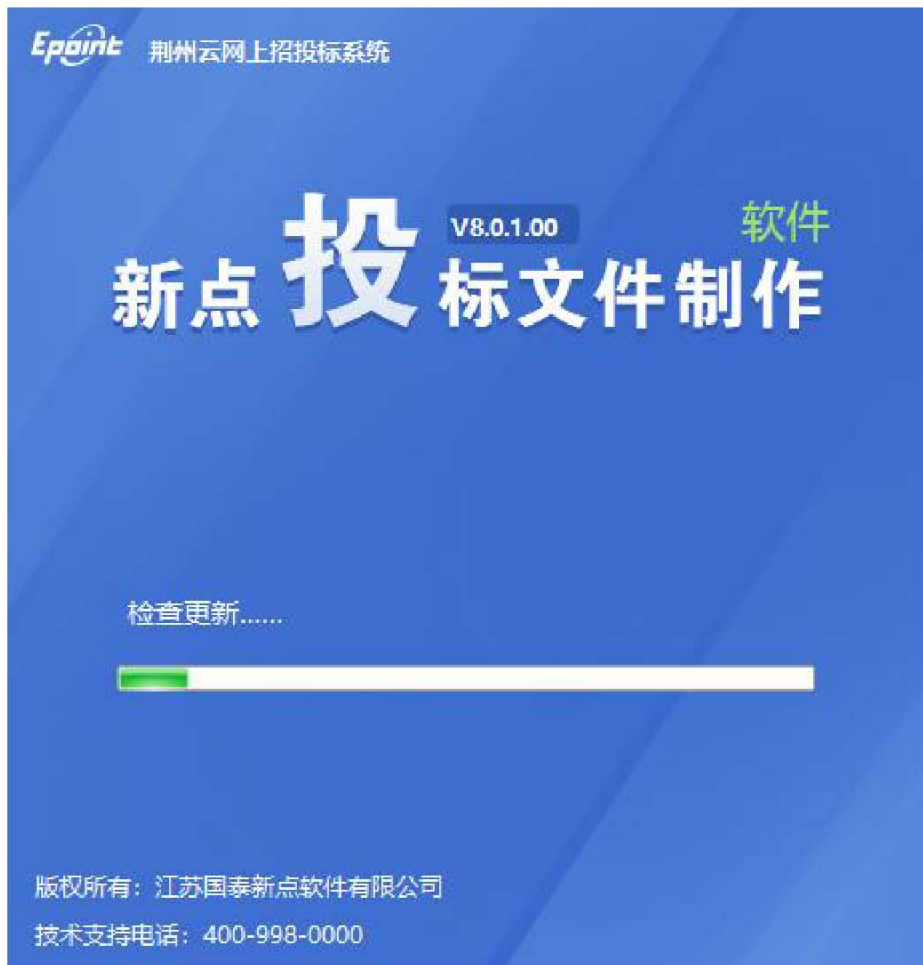 Epoint 荆州云网上招投标系统
V8.0.1.00 软件
新点投标文件制作
检查更新......
版权所有：江苏国泰新点软件有限公司
技术支持电话：400-998-0000